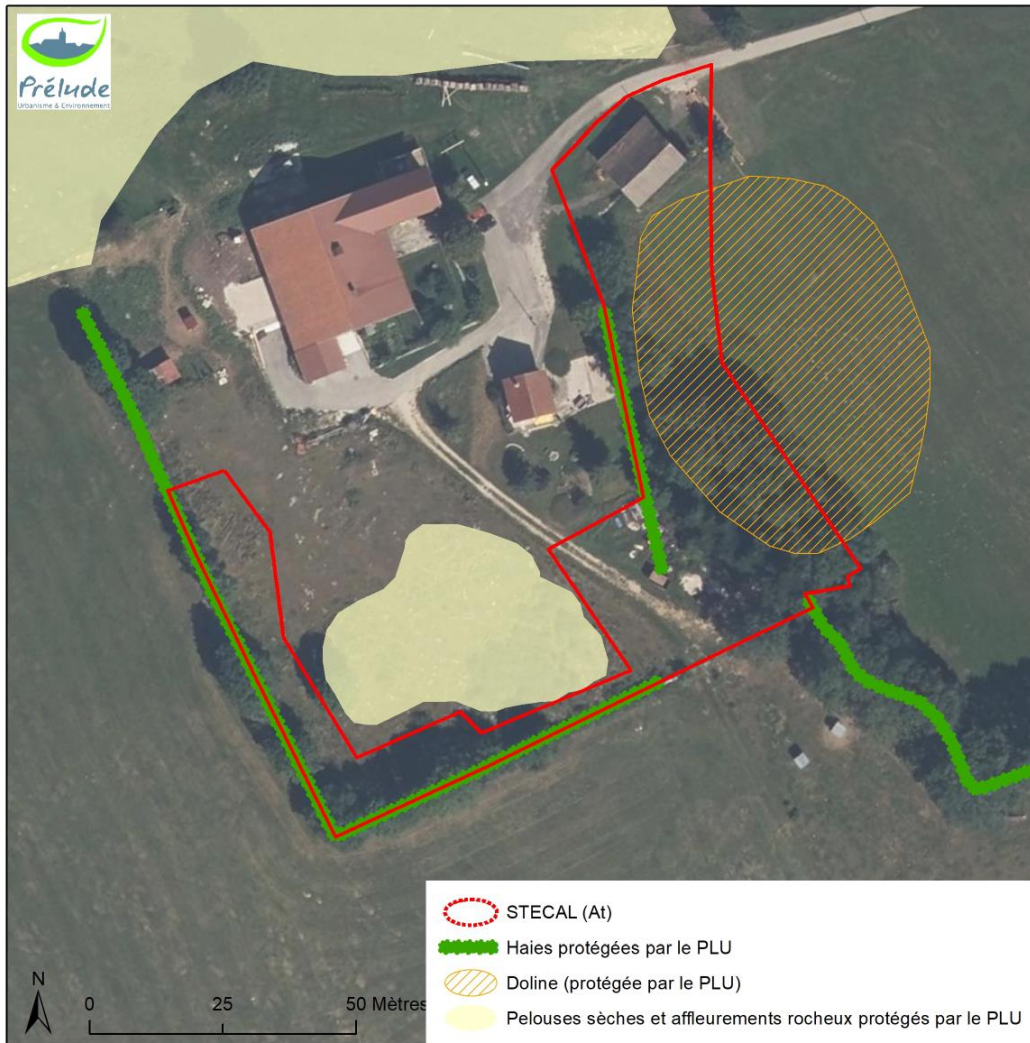 Prélude
Urbanisme & Environnement
STECAL (At)
Haies protégées par le PLU
Doline (protégée par le PLU)
Pelouses sèches et affleurements rocheux protégés par le PLU
N
0 25 50 Mètres